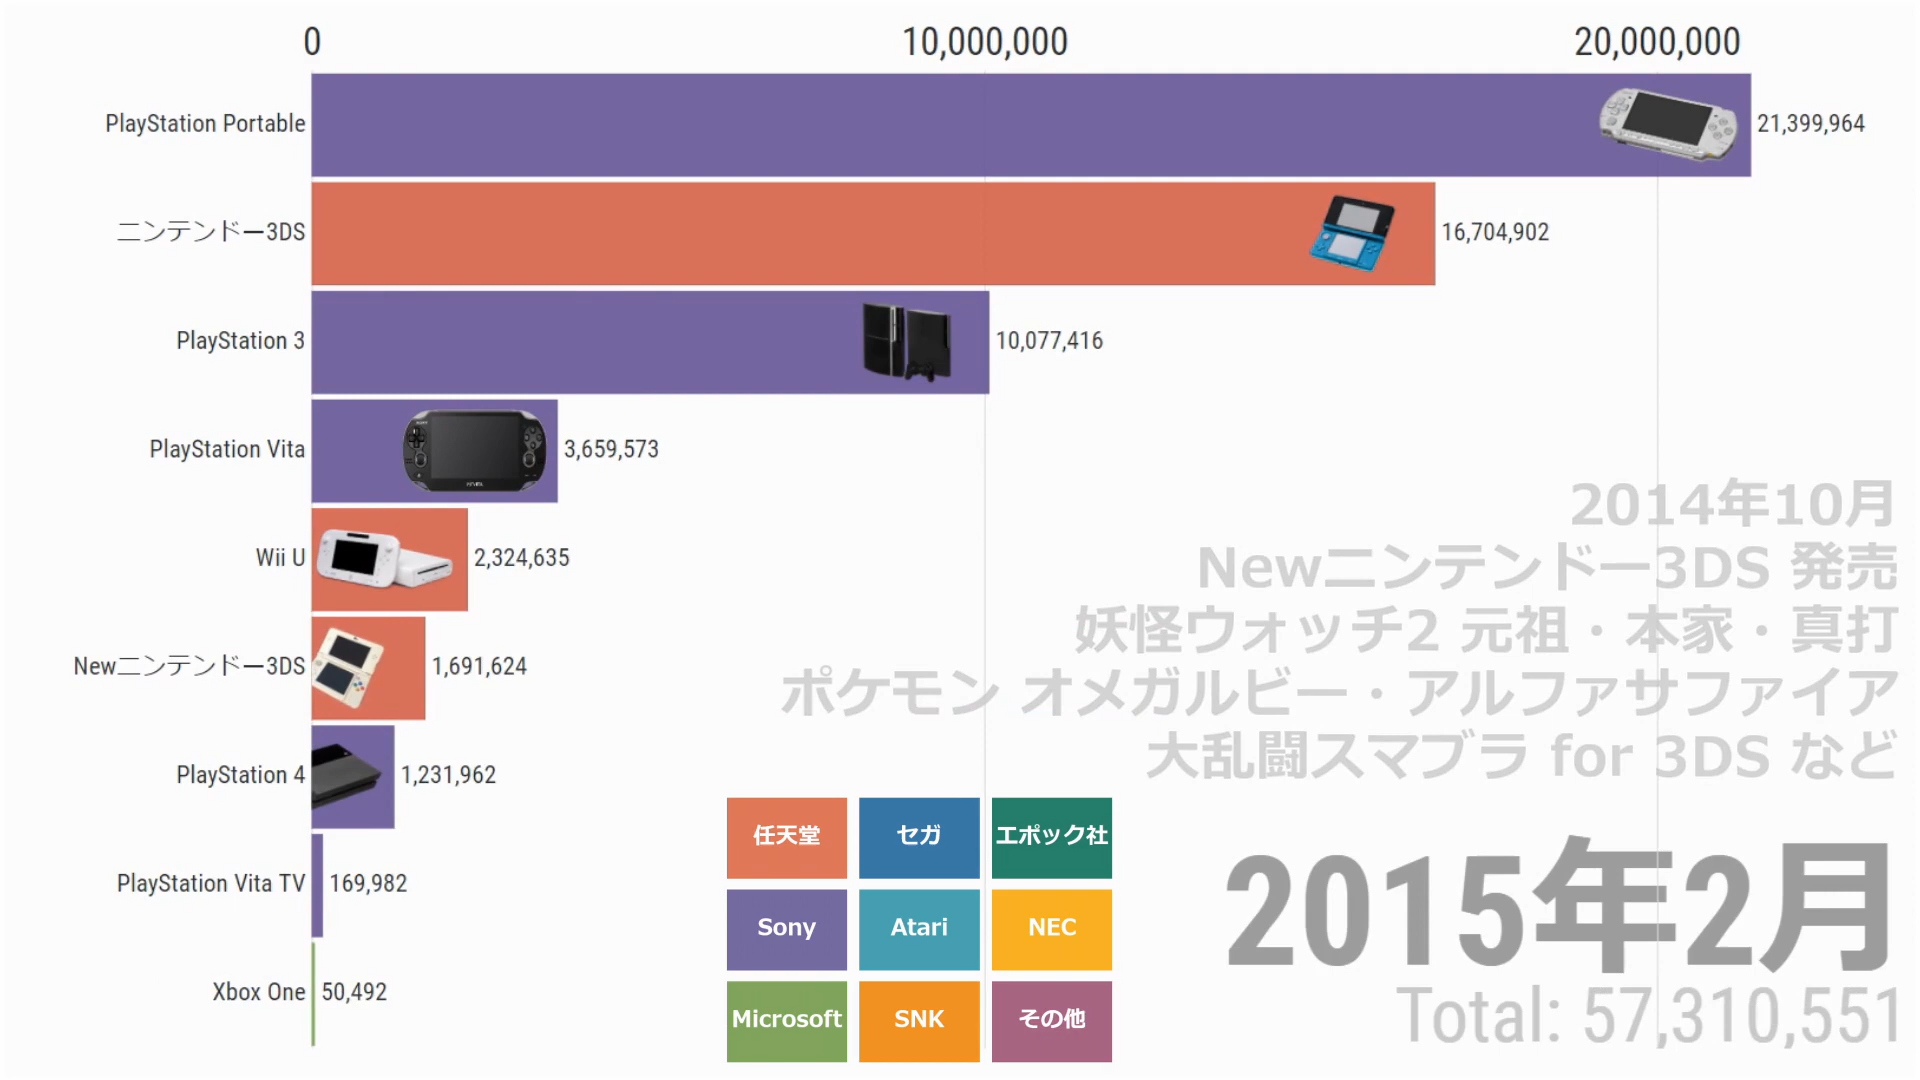 0 10,000,000 20,000,000
PlayStation Portable 21,399,964
ニンテンドー3DS 16,704,902
PlayStation 3 10,077,416
PlayStation Vita 3,659,573
Wii U 2,324,635
Newニンテンドー3DS 1,691,624
PlayStation 4 1,231,962
PlayStation Vita TV 169,982
Xbox One 50,492
2014年10月
Newニンテンドー3DS 発売
妖怪ウォッチ2 元祖・本家・真打
ポケモン オメガルビー・アルファサファイア
大乱闘スマブラ for 3DS など
任天堂 セガ エポック社
Sony Atari NEC
Microsoft SNK その他
2015年2月
Total: 57,310,551